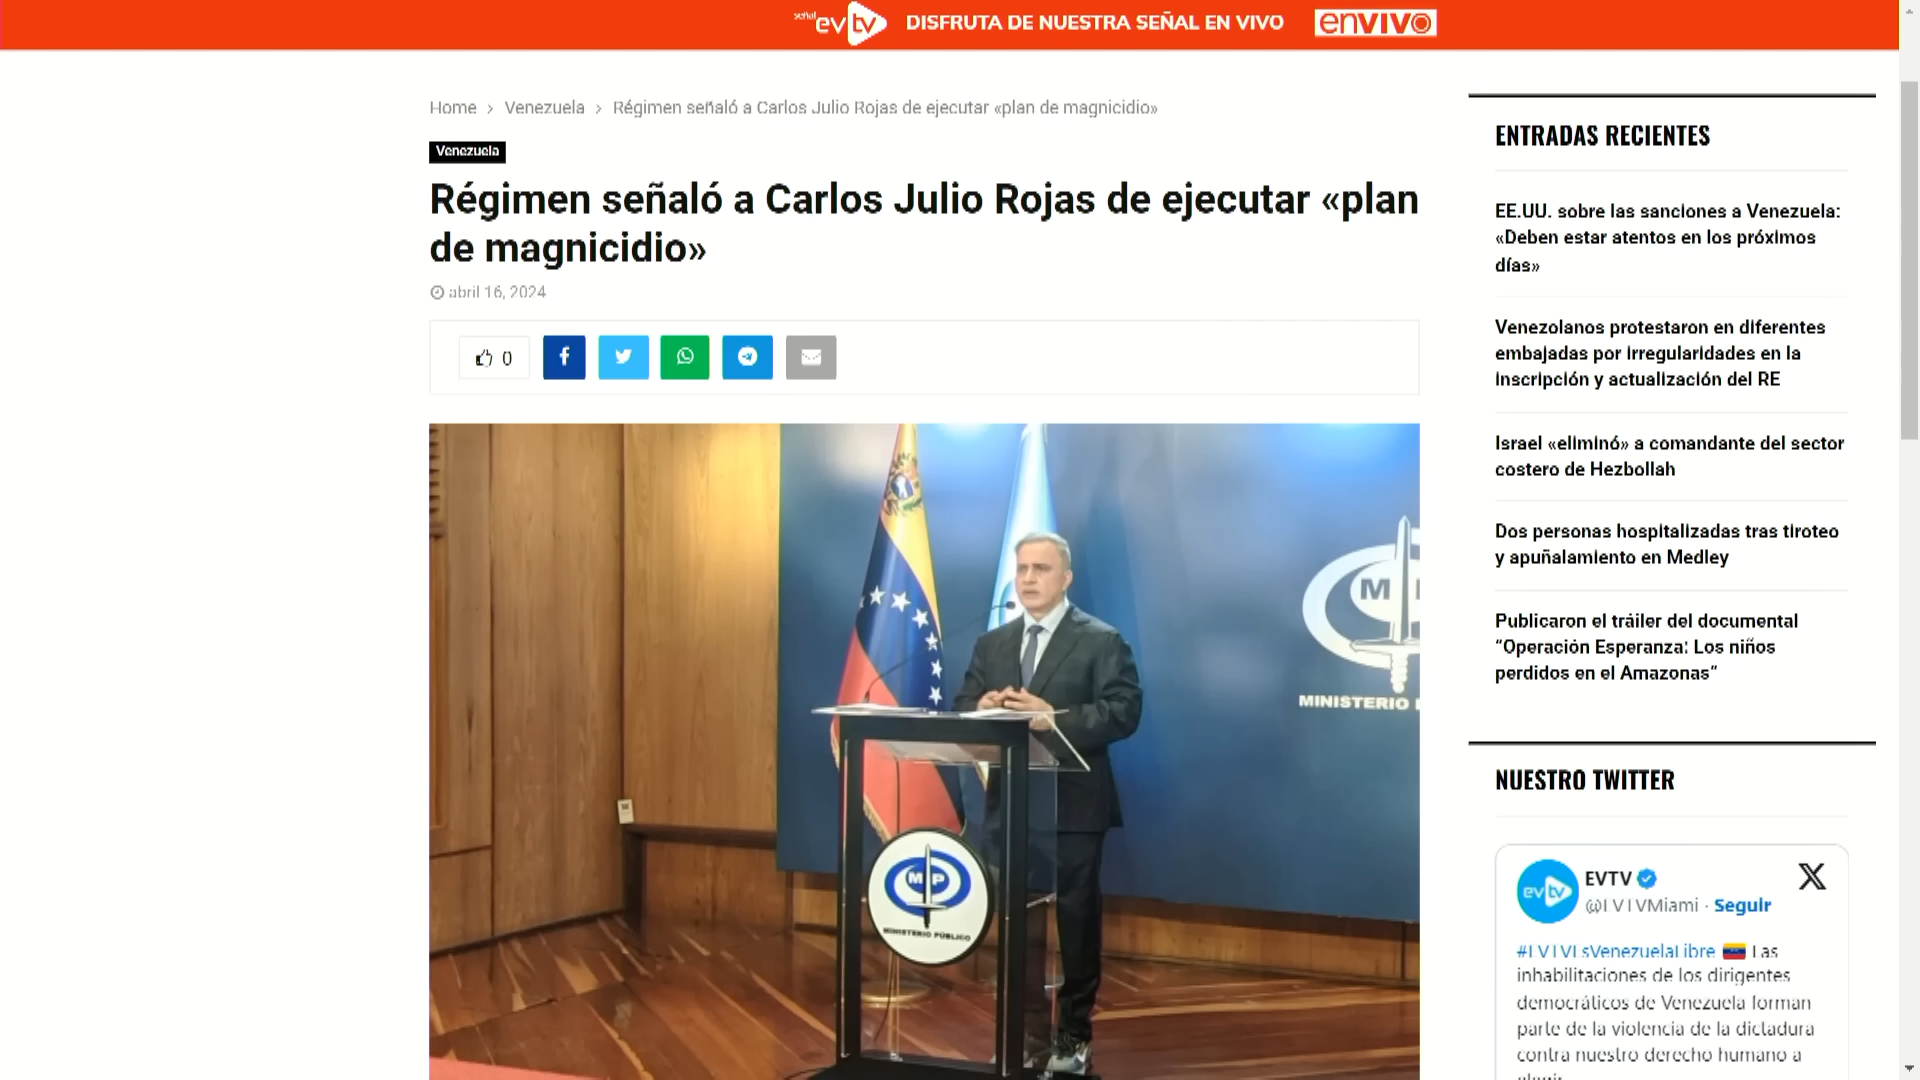 señal
evtv DISFRUTA DE NUESTRA SEÑAL EN VIVO enVIVO
Home > Venezuela > Régimen señaló a Carlos Julio Rojas de ejecutar «plan de magnicidio»
Venezuela
Régimen señaló a Carlos Julio Rojas de ejecutar «plan
de magnicidio»
abril 16, 2024
0
MINISTERIO
MP
MINISTERIO PÚBLICO
ENTRADAS RECIENTES
EE.UU. sobre las sanciones a Venezuela:
«Deben estar atentos en los próximos
días»
Venezolanos protestaron en diferentes
embajadas por irregularidades en la
inscripción y actualización del RE
Israel «eliminó» a comandante del sector
costero de Hezbollah
Dos personas hospitalizadas tras tiroteo
y apuñalamiento en Medley
Publicaron el tráiler del documental
“Operación Esperanza: Los niños
perdidos en el Amazonas”
NUESTRO TWITTER
evtv
EVTV
@EVTVMiami · Seguir
#EVTVEsVenezuelaLibre Las
inhabilitaciones de los dirigentes
democráticos de Venezuela forman
parte de la violencia de la dictadura
contra nuestro derecho humano a